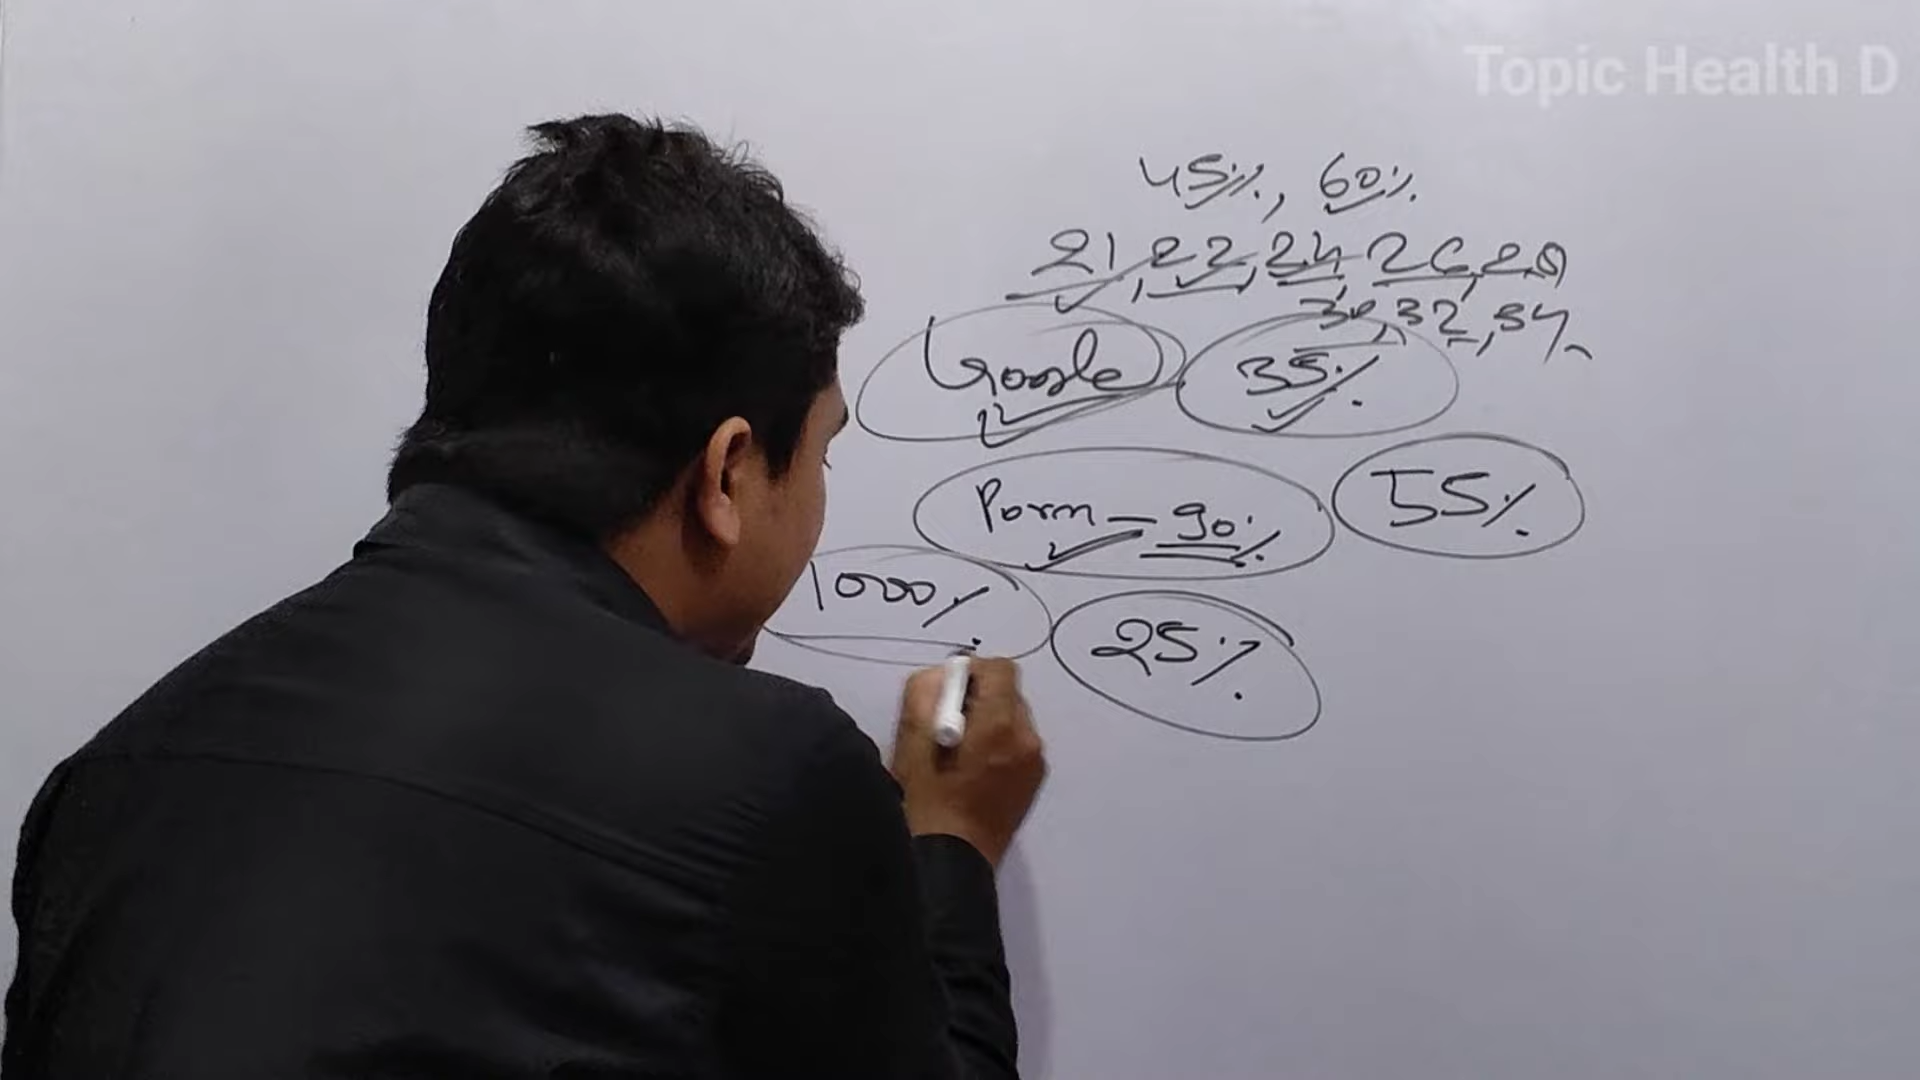 Topic Health D
45%, 60%
21, 22, 24, 26, 28
30, 32, 34
Google 35%
Porn - 90% 55%
1000% 25%